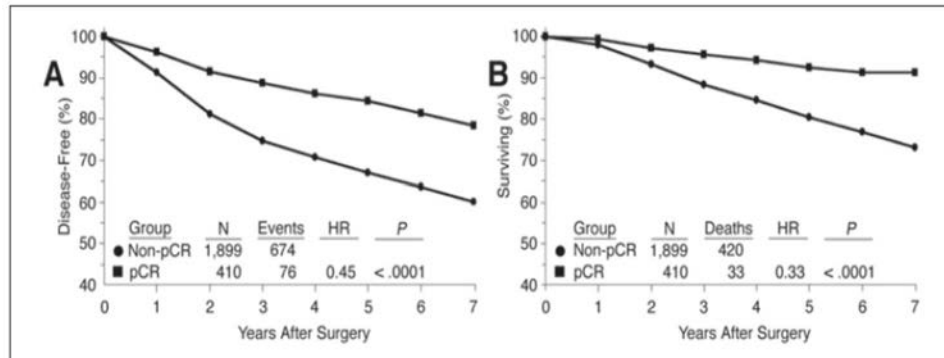 A
Disease-Free (%)
100
90
80
70
60
50
40
Group N Events HR P
Non-pCR 1,899 674
pCR 410 76 0.45 < .0001
0 1 2 3 4 5 6 7
Years After Surgery
B
Surviving (%)
100
90
80
70
60
50
40
Group N Deaths HR P
Non-pCR 1,899 420
pCR 410 33 0.33 < .0001
0 1 2 3 4 5 6 7
Years After Surgery